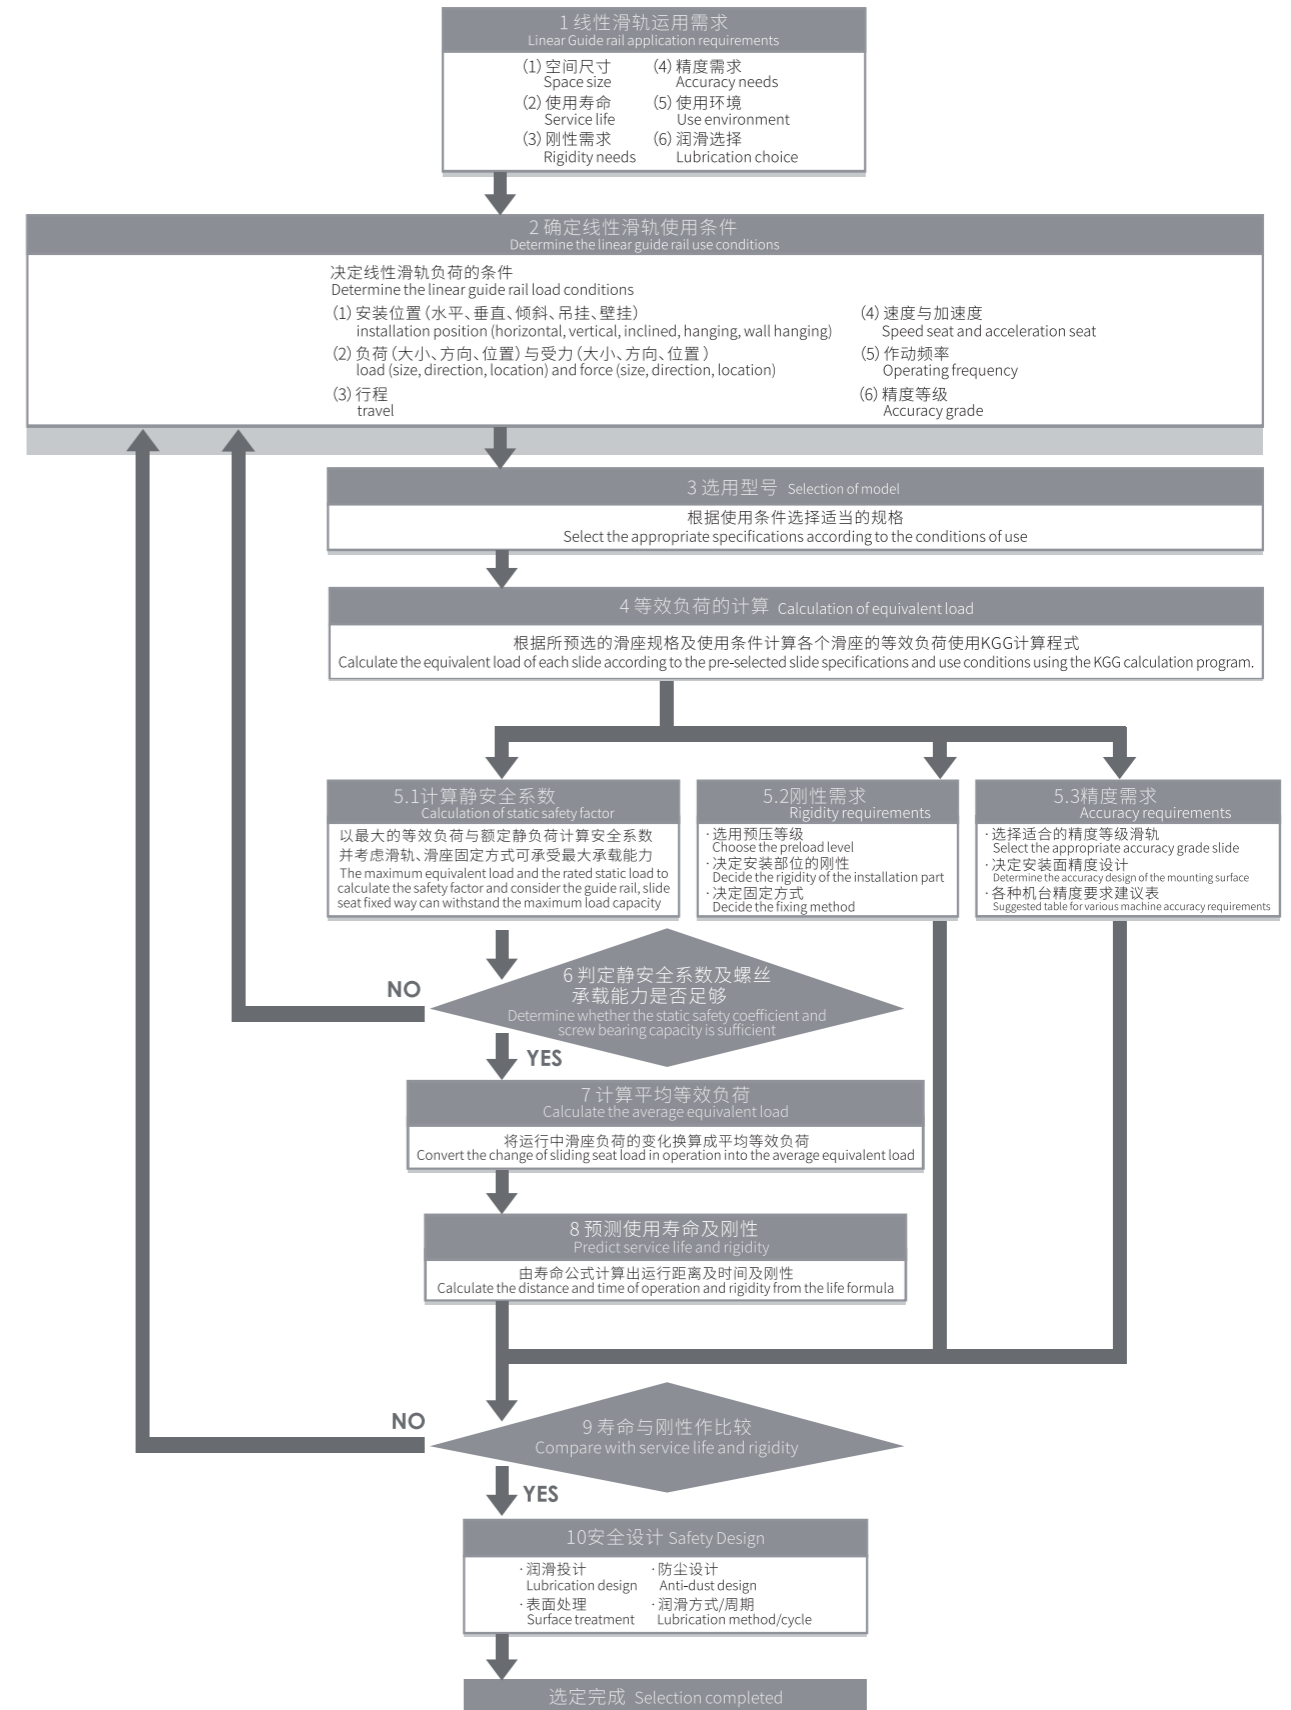 1 线性滑轨运用需求
Linear Guide rail application requirements
(1) 空间尺寸
Space size
(2) 使用寿命
Service life
(3) 刚性需求
Rigidity needs
(4) 精度需求
Accuracy needs
(5) 使用环境
Use environment
(6) 润滑选择
Lubrication choice
2 确定线性滑轨使用条件
Determine the linear guide rail use conditions
决定线性滑轨负荷的条件
Determine the linear guide rail load conditions
(1) 安装位置(水平、垂直、倾斜、吊挂、壁挂)
installation position (horizontal, vertical, inclined, hanging, wall hanging)
(2) 负荷(大小、方向、位置)与受力(大小、方向、位置)
load (size, direction, location) and force (size, direction, location)
(3) 行程
travel
(4) 速度与加速度
Speed seat and acceleration seat
(5) 作动频率
Operating frequency
(6) 精度等级
Accuracy grade
3 选用型号 Selection of model
根据使用条件选择适当的规格
Select the appropriate specifications according to the conditions of use
4 等效负荷的计算 Calculation of equivalent load
根据所预选的滑座规格及使用条件计算各个滑座的等效负荷使用KGG计算程式
Calculate the equivalent load of each slide according to the pre-selected slide specifications and use conditions using the KGG calculation program.
5.1计算静安全系数
Calculation of static safety factor
以最大的等效负荷与额定静负荷计算安全系数
并考虑滑轨、滑座固定方式可承受最大承载能力
The maximum equivalent load and the rated static load to
calculate the safety factor and consider the guide rail, slide
seat fixed way can withstand the maximum load capacity
5.2刚性需求
Rigidity requirements
·选用预压等级
Choose the preload level
·决定安装部位的刚性
Decide the rigidity of the installation part
·决定固定方式
Decide the fixing method
5.3精度需求
Accuracy requirements
·选择适合的精度等级滑轨
Select the appropriate accuracy grade slide
·决定安装面精度设计
Determine the accuracy design of the mounting surface
·各种机台精度要求建议表
Suggested table for various machine accuracy requirements
6 判定静安全系数及螺丝
承载能力是否足够
Determine whether the static safety coefficient and
screw bearing capacity is sufficient
NO
YES
7 计算平均等效负荷
Calculate the average equivalent load
将运行中滑座负荷的变化换算成平均等效负荷
Convert the change of sliding seat load in operation into the average equivalent load
8 预测使用寿命及刚性
Predict service life and rigidity
由寿命公式计算出运行距离及时间及刚性
Calculate the distance and time of operation and rigidity from the life formula
NO
9 寿命与刚性作比较
Compare with service life and rigidity
YES
10安全设计 Safety Design
·润滑投计
Lubrication design
·表面处理
Surface treatment
·防尘设计
Anti-dust design
·润滑方式/周期
Lubrication method/cycle
选定完成 Selection completed